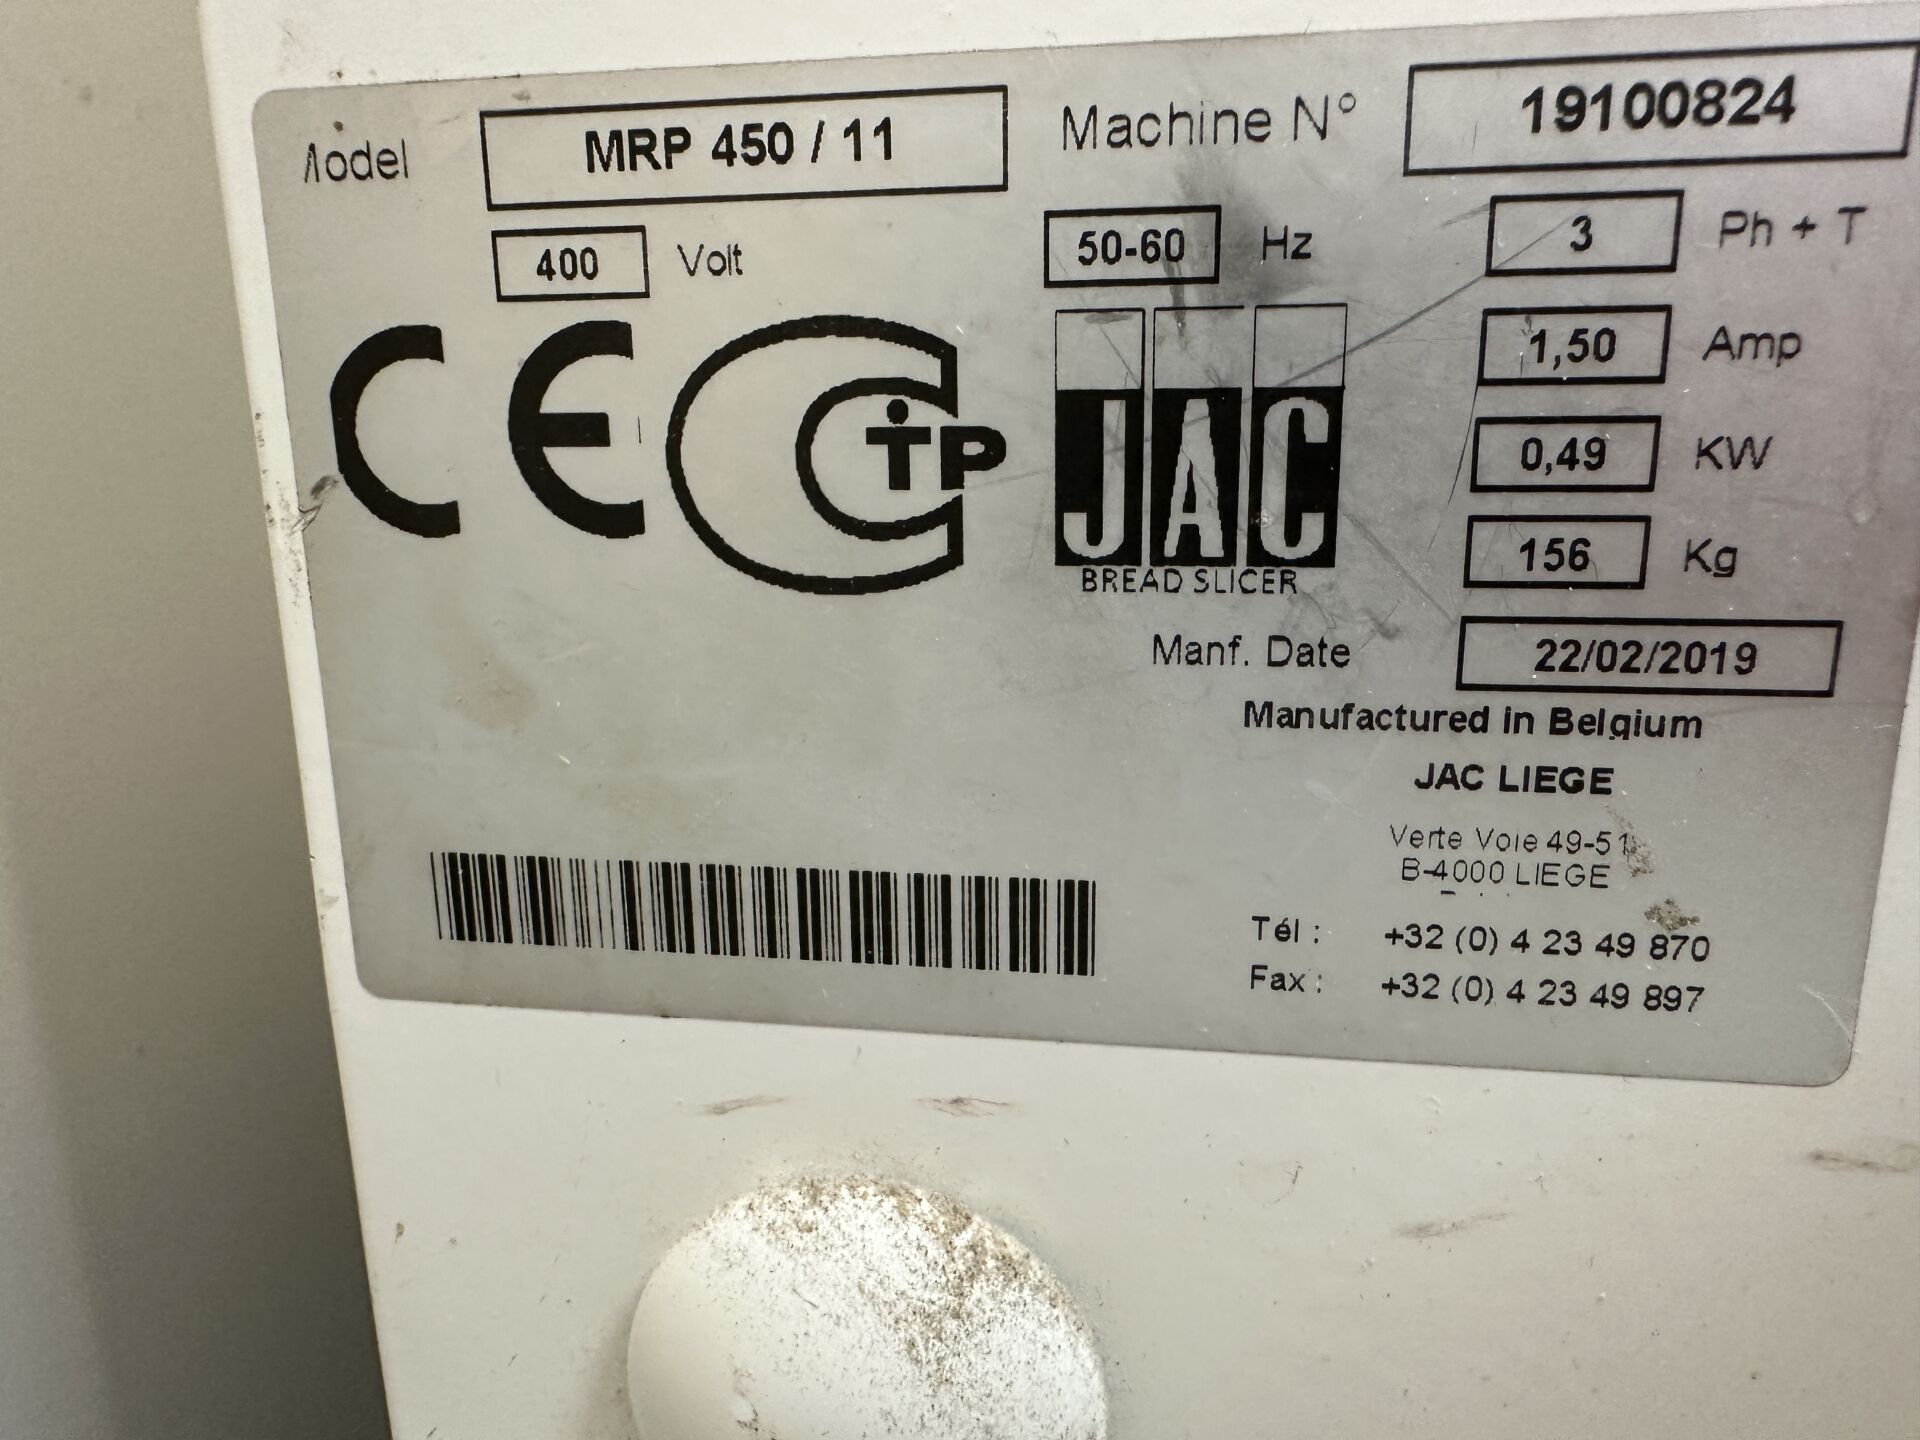 Model MRP 450 / 11 Machine N° 19100824
400 Volt 50-60 Hz 3 Ph + T
1,50 Amp
0,49 KW
156 Kg
CE
TP
JAC
BREAD SLICER
Manf. Date 22/02/2019
Manufactured in Belgium
JAC LIEGE
Verte Voie 49-51
B-4000 LIEGE
Tél : +32 (0) 4 23 49 870
Fax : +32 (0) 4 23 49 897